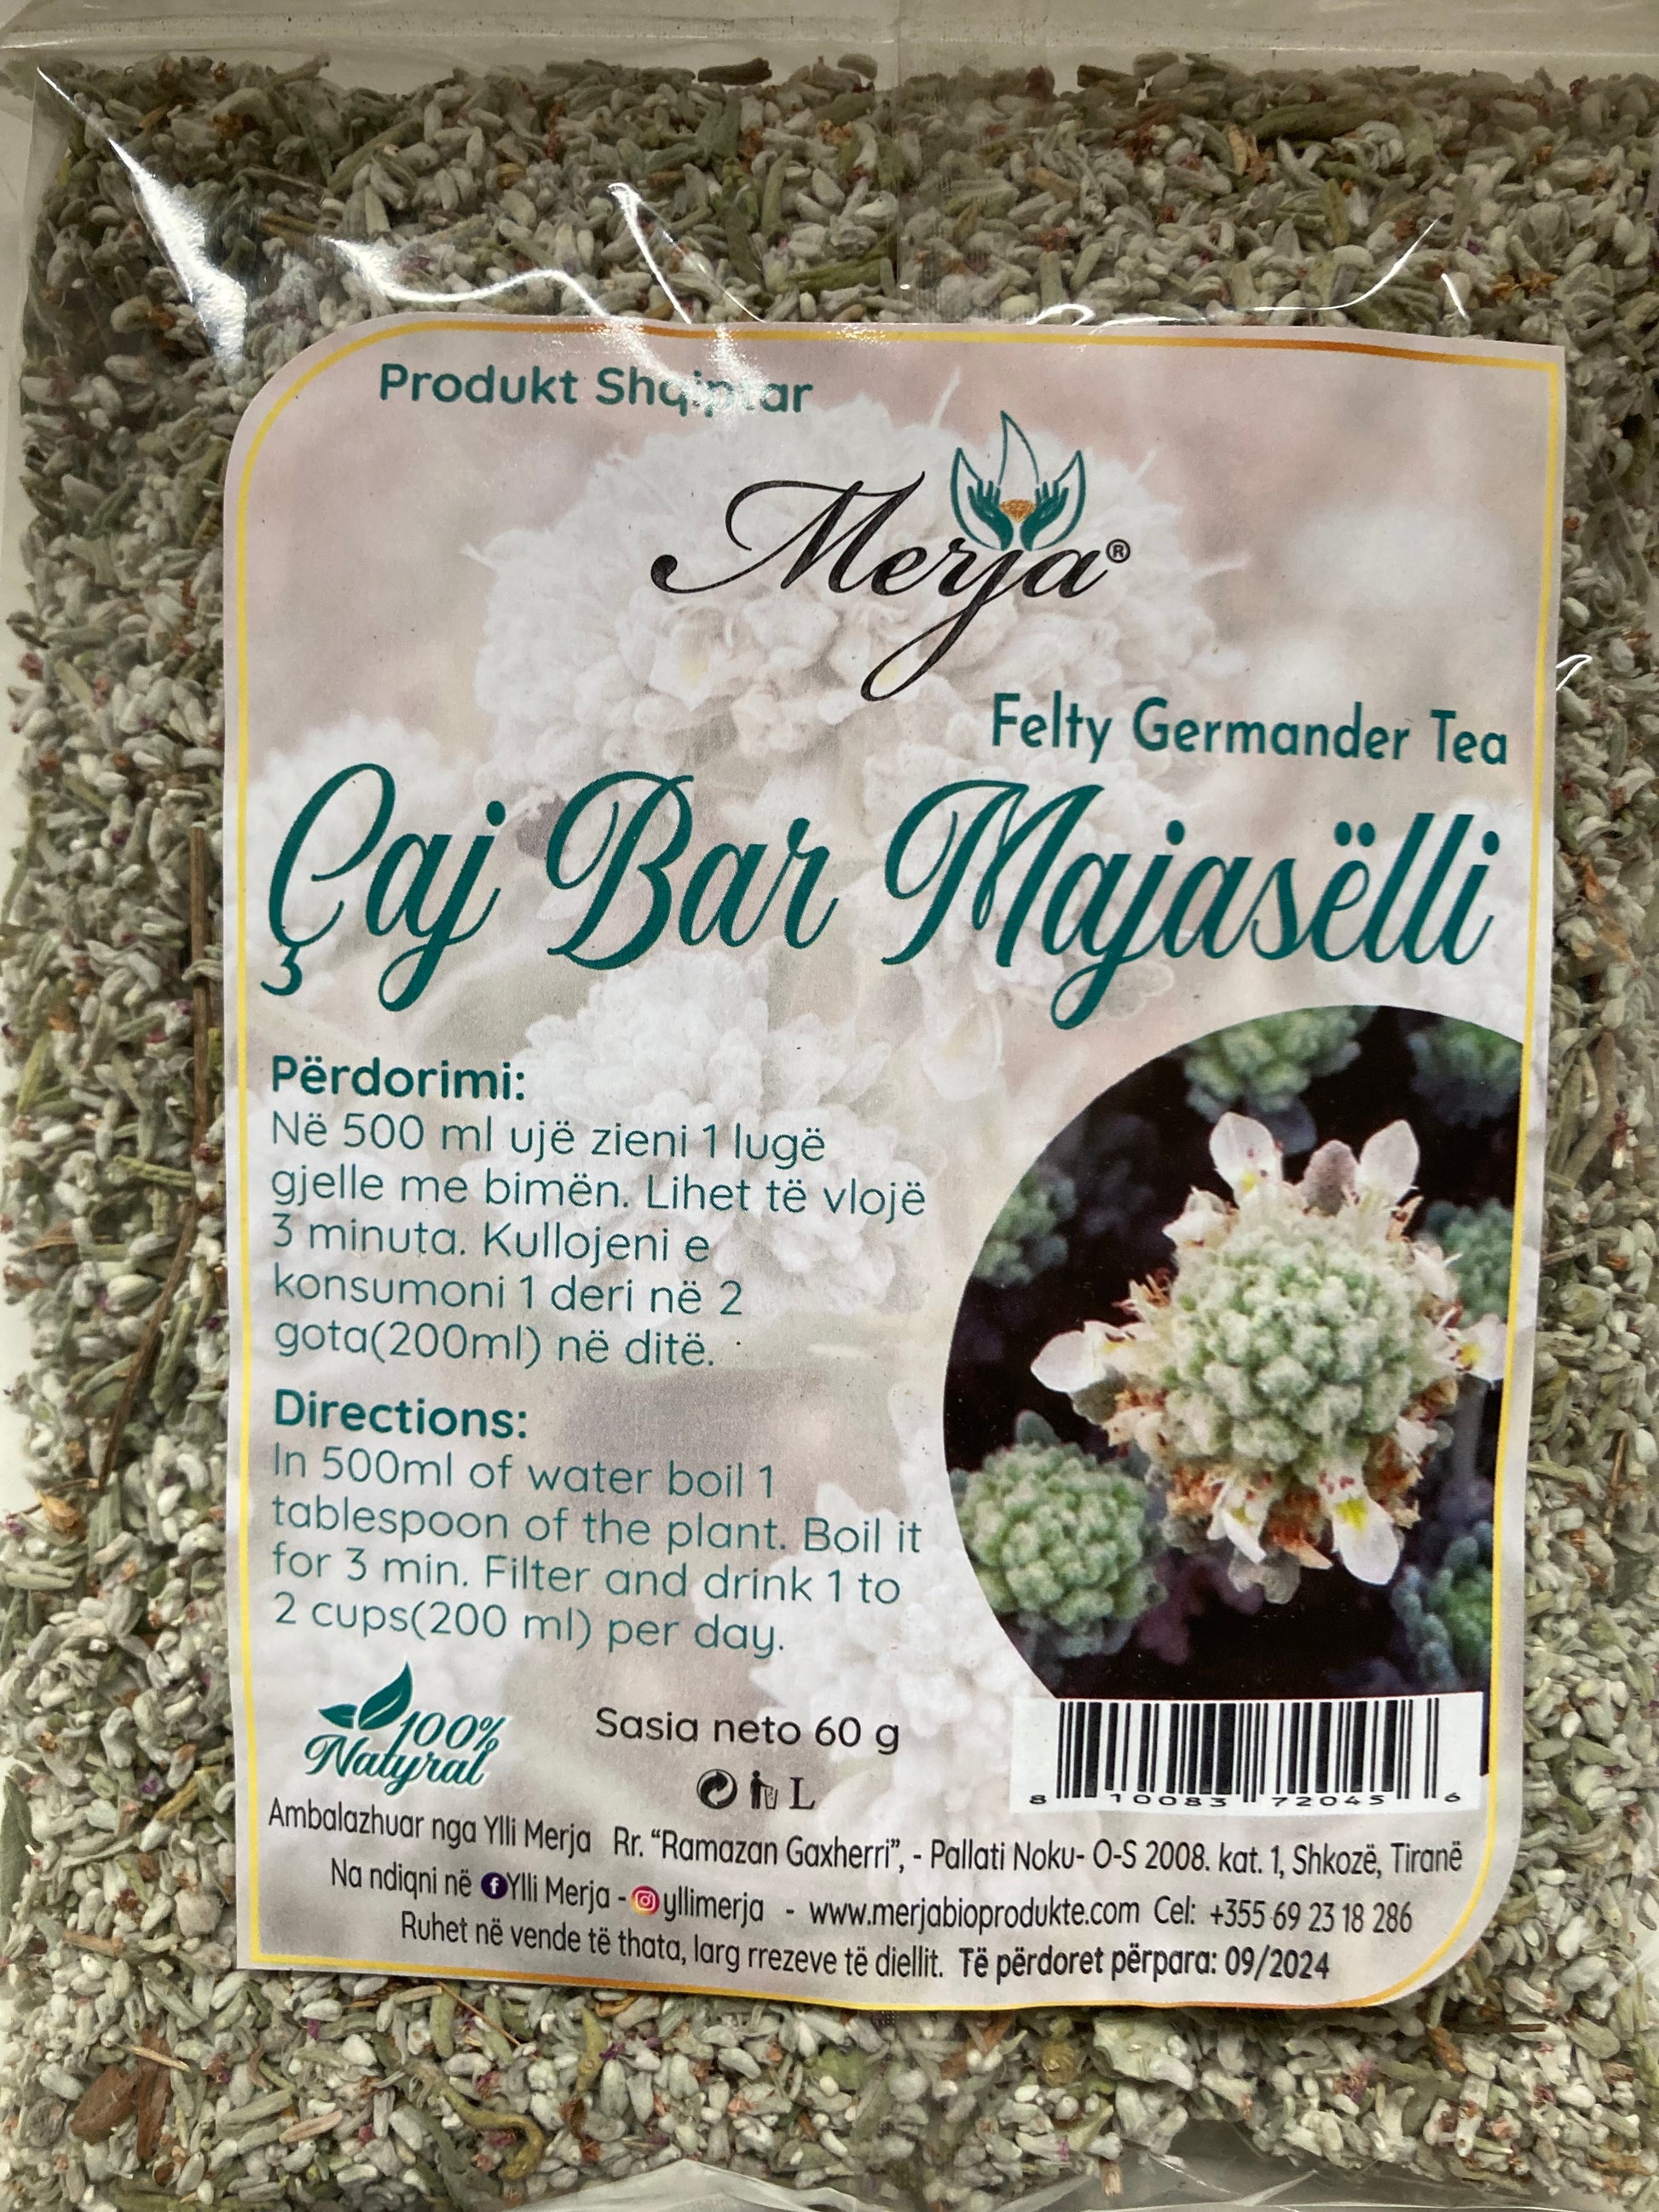 Produkt Shqiptar
Merja®
Felty Germander Tea
Çaj Bar Majasëlli
Përdorimi:
Në 500 ml ujë zieni 1 lugë
gjelle me bimën. Lihet të vlojë
3 minuta. Kullojeni e
konsumoni 1 deri në 2
gota(200ml) në ditë.
Directions:
In 500ml of water boil 1
tablespoon of the plant. Boil it
for 3 min. Filter and drink 1 to
2 cups(200 ml) per day.
100%
Natyral
Sasia neto 60 g
L
8 10083 72045 6
Ambalazhuar nga Ylli Merja Rr. “Ramazan Gaxherri”, - Pallati Noku- O-S 2008. kat. 1, Shkozë, Tiranë
Na ndiqni në Ylli Merja - yllimerja - www.merjabioprodukte.com Cel: +355 69 23 18 286
Ruhet në vende të thata, larg rrezeve të diellit. Të përdoret përpara: 09/2024